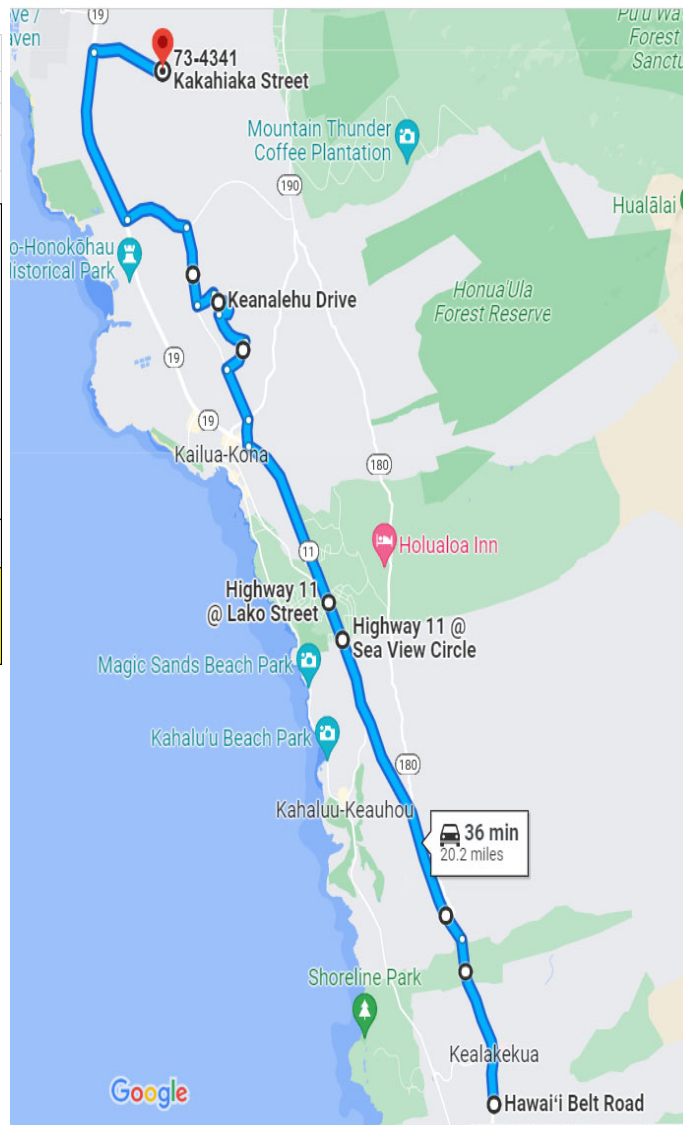 ve /
aven
19
73-4341
Kakahiaka Street
Pu'u Wa
Forest
Sanctu
Mountain Thunder
Coffee Plantation
190
Hualālai
o-Honokōhau
Historical Park
Keanalehu Drive
Honua'Ula
Forest Reserve
19
19
Kailua-Kona
180
11
Holualoa Inn
Highway 11
@ Lako Street
Highway 11 @
Sea View Circle
Magic Sands Beach Park
Kahalu'u Beach Park
180
Kahaluu-Keauhou
36 min
20.2 miles
Shoreline Park
Kealakekua
Google
Hawai‘i Belt Road